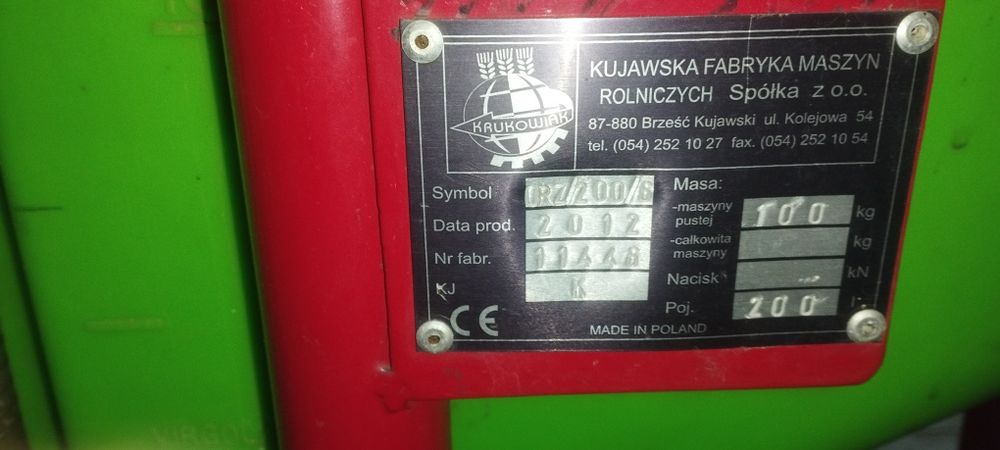 KRUKOWIAK
KUJAWSKA FABRYKA MASZYN
ROLNICZYCH Spółka z o.o.
87-880 Brześć Kujawski ul. Kolejowa 54
tel. (054) 252 10 27 fax. (054) 252 10 54
Symbol
Data prod. 2012
Nr fabr. 11448
KJ K
CE
Masa:
-maszyny pustej 100 kg
-całkowita maszyny kg
Nacisk kN
Poj. 200
MADE IN POLAND